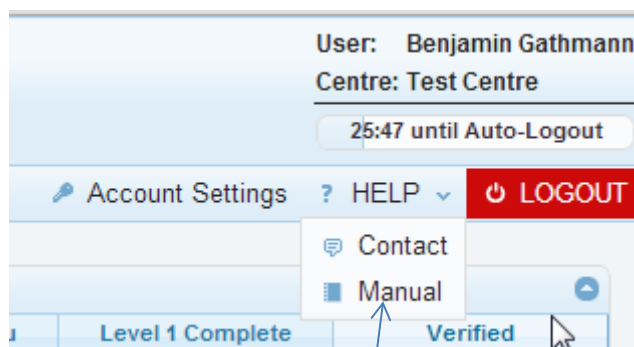 User: Benjamin Gathmann
Centre: Test Centre
25:47 until Auto-Logout
Account Settings ? HELP LOGOUT
Contact
Manual
Level 1 Complete Verified